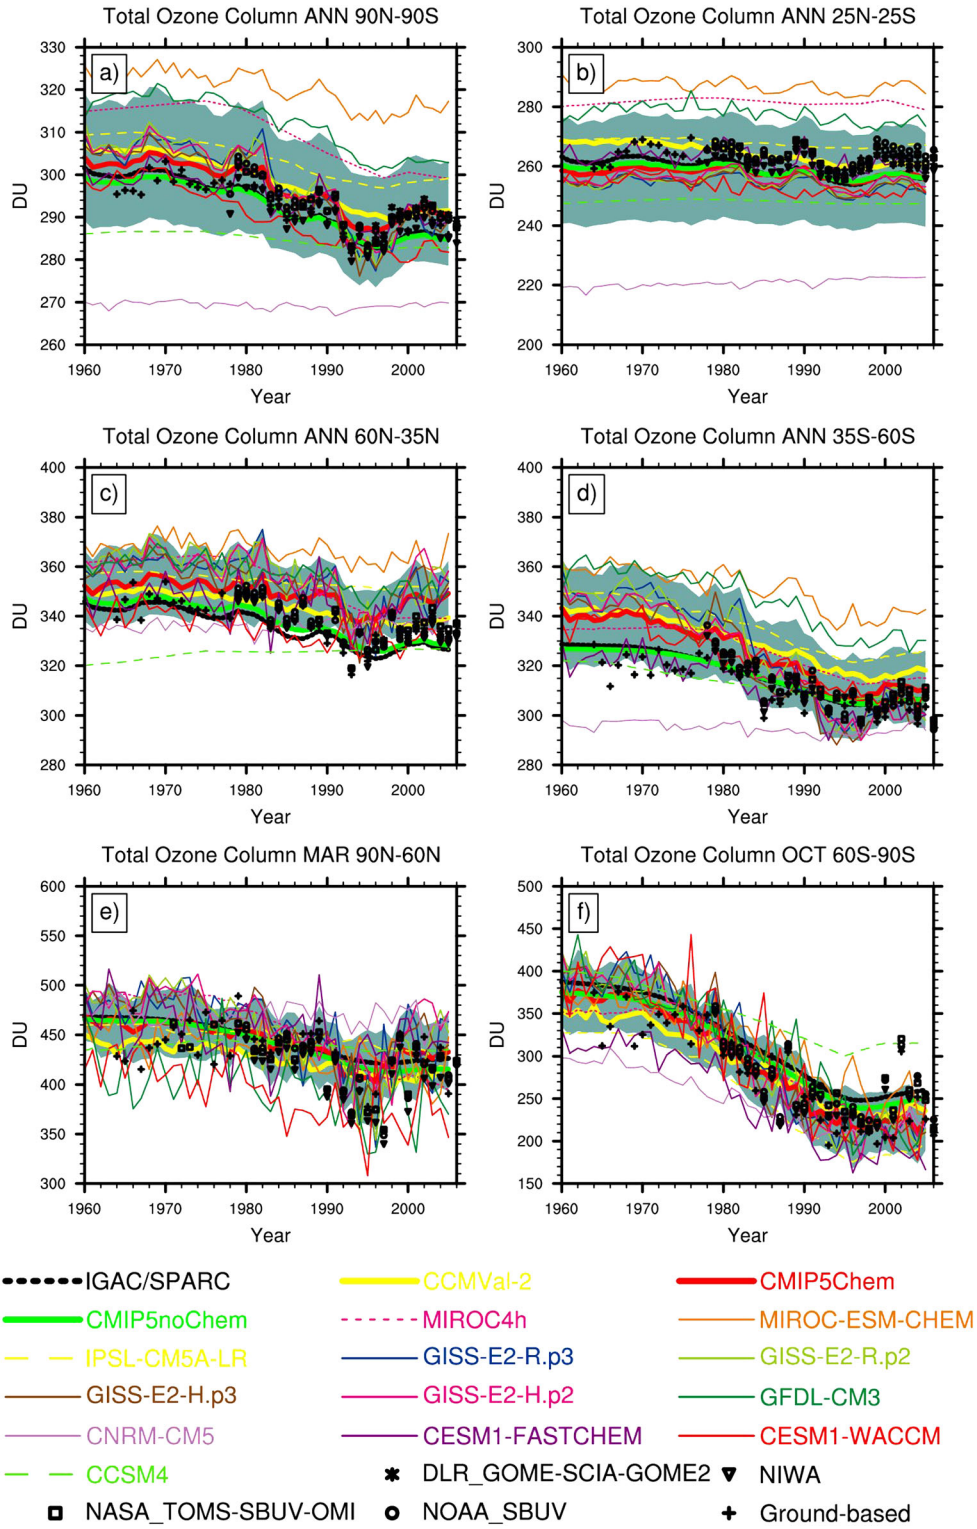 Total Ozone Column ANN 90N-90S
330
320
310
300
290
280
270
260
DU
a)
1960 1970 1980 1990 2000
Year
Total Ozone Column ANN 25N-25S
300
280
260
240
220
200
DU
b)
1960 1970 1980 1990 2000
Year
Total Ozone Column ANN 60N-35N
400
380
360
340
320
300
280
DU
c)
1960 1970 1980 1990 2000
Year
Total Ozone Column ANN 35S-60S
400
380
360
340
320
300
280
DU
d)
1960 1970 1980 1990 2000
Year
Total Ozone Column MAR 90N-60N
600
550
500
450
400
350
300
DU
e)
1960 1970 1980 1990 2000
Year
Total Ozone Column OCT 60S-90S
500
450
400
350
300
250
200
150
DU
f)
1960 1970 1980 1990 2000
Year
IGAC/SPARC CCMVal-2 CMIP5Chem
CMIP5noChem MIROC4h MIROC-ESM-CHEM
IPSL-CM5A-LR GISS-E2-R.p3 GISS-E2-R.p2
GISS-E2-H.p3 GISS-E2-H.p2 GFDL-CM3
CNRM-CM5 CESM1-FASTCHEM CESM1-WACCM
CCSM4 DLR_GOME-SCIA-GOME2 NIWA
NASA_TOMS-SBUV-OMI NOAA_SBUV Ground-based